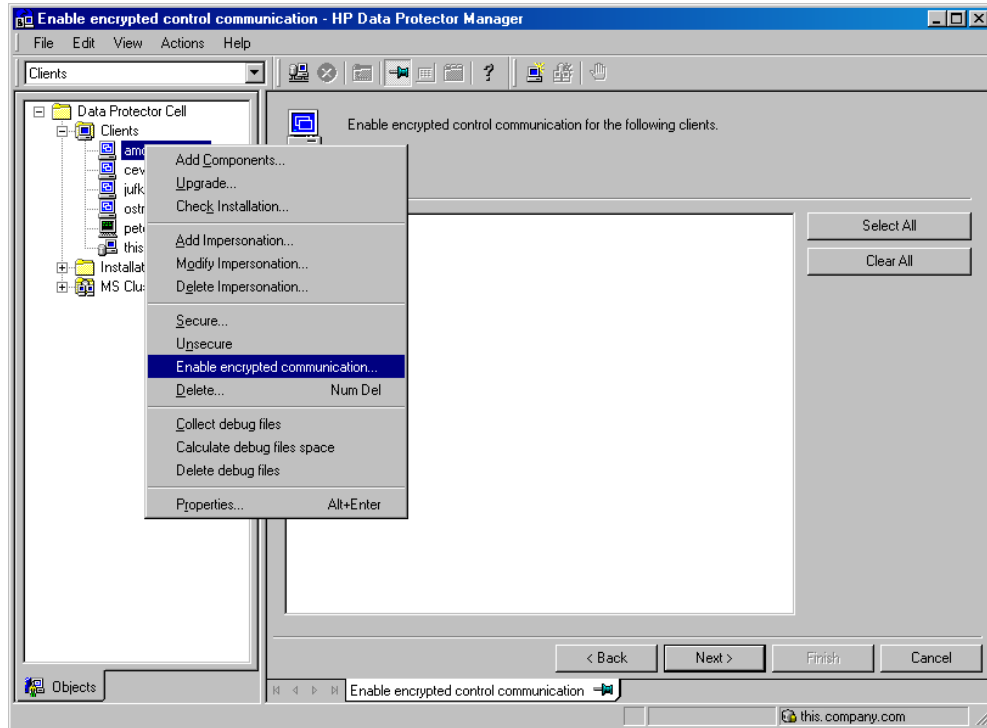 Enable encrypted control communication - HP Data Protector Manager
File Edit View Actions Help
Clients
Data Protector Cell
Clients
Enable encrypted control communication for the following clients.
Add Components...
Upgrade...
Check Installation...
Add Impersonation...
Modify Impersonation...
Delete Impersonation...
Secure...
Unsecure
Enable encrypted communication...
Delete... Num Del
Collect debug files
Calculate debug files space
Delete debug files
Properties... Alt+Enter
this
MS
Select All
Clear All
< Back Next > Finish Cancel
Objects
Enable encrypted control communication
this.company.com